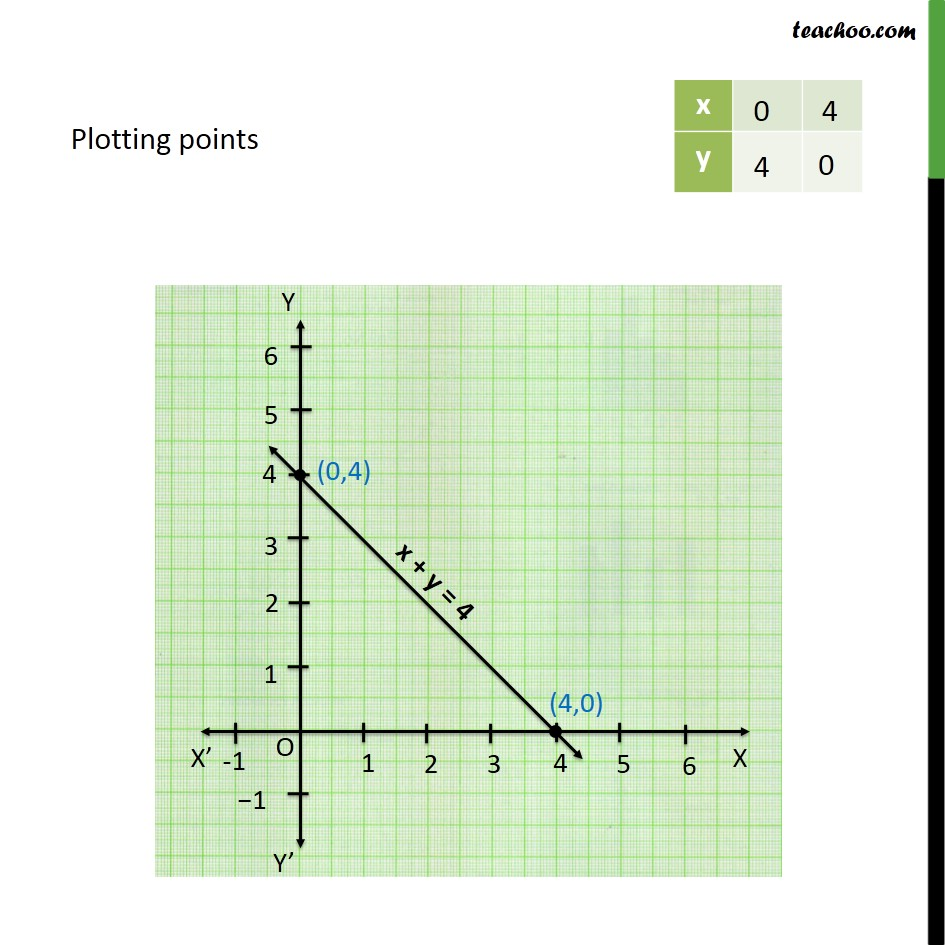 teachoo.com
Plotting points
x 0 4
y 4 0
Y
6
5
4 (0,4)
3
x + y = 4
2
1
(4,0)
X’ -1 O 1 2 3 4 5 6 X
–1
Y’